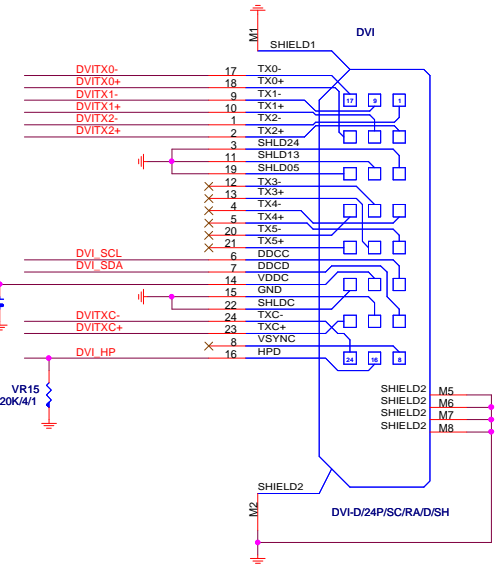 DVI
M1
SHIELD1
DVITX0- 17 TX0-
DVITX0+ 18 TX0+
DVITX1- 9 TX1-
DVITX1+ 10 TX1+
DVITX2- 1 TX2-
DVITX2+ 2 TX2+
3 SHLD24
11 SHLD13
19 SHLD05
12 TX3-
13 TX3+
4 TX4-
5 TX4+
20 TX5-
21 TX5+
DVI_SCL 6 DDCC
DVI_SDA 7 DDCD
14 VDDC
15 GND
22 SHLDC
DVITXC- 24 TXC-
DVITXC+ 23 TXC+
8 VSYNC
DVI_HP 16 HPD
17 9 1
24 16 8
VR15
20K/4/1
SHIELD2 M5
SHIELD2 M6
SHIELD2 M7
SHIELD2 M8
SHIELD2
M2
DVI-D/24P/SC/RA/D/SH